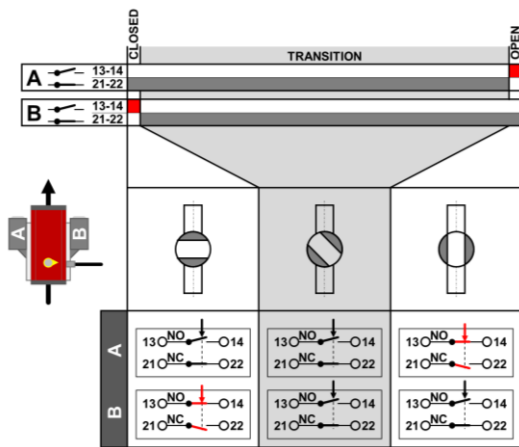 CLOSED
TRANSITION
OPEN
A 13-14
21-22
B 13-14
21-22
A B
A
13 NO 14
21 NC 22
13 NO 14
21 NC 22
13 NO 14
21 NC 22
B
13 NO 14
21 NC 22
13 NO 14
21 NC 22
13 NO 14
21 NC 22